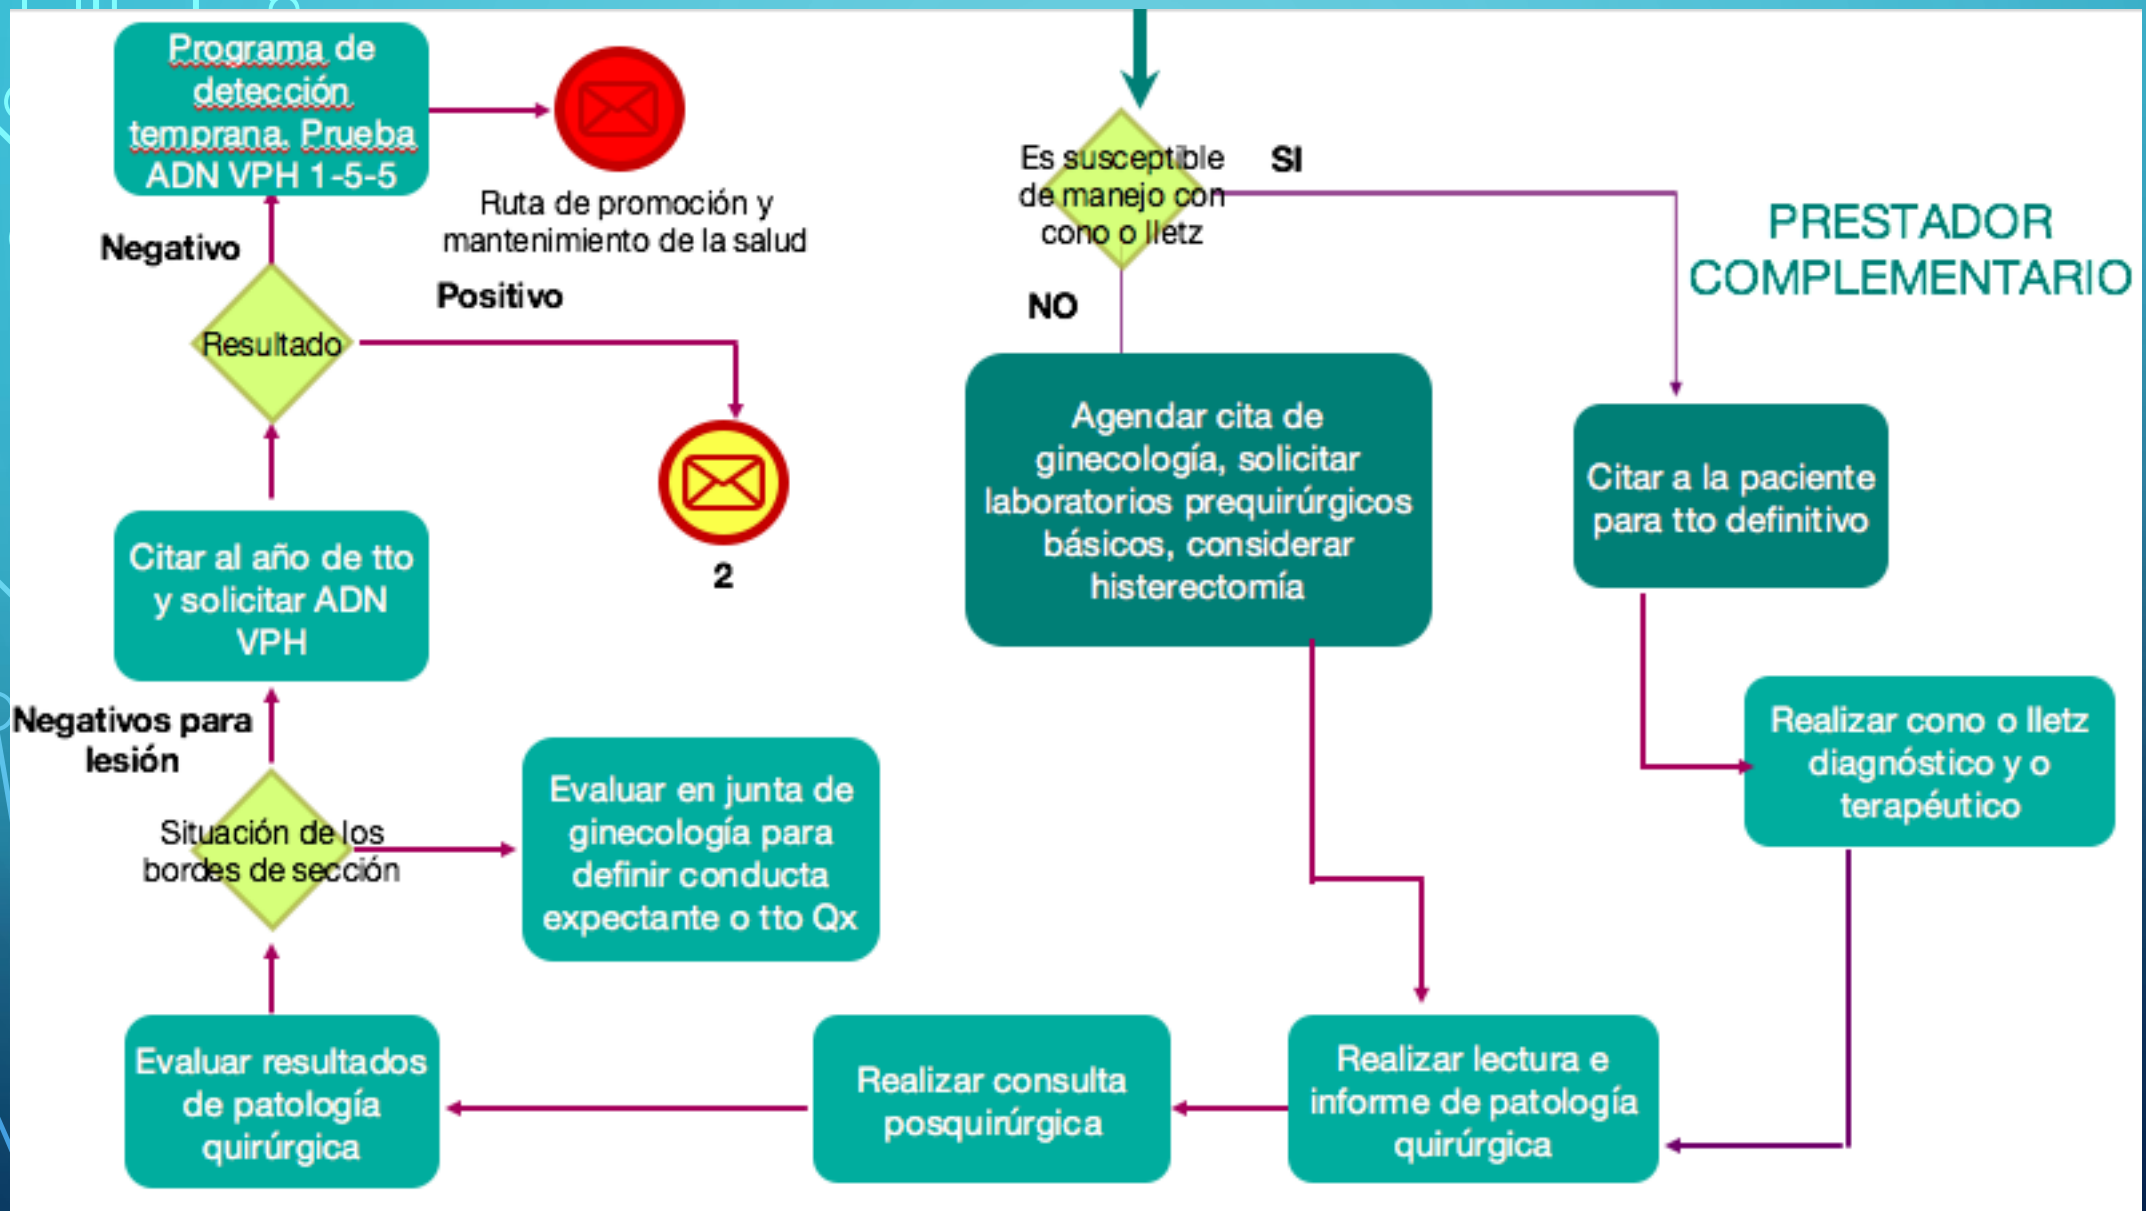 Programa de
detección
temprana. Prueba
ADN VPH 1-5-5
Ruta de promoción y
mantenimiento de la salud
Negativo
Positivo
Resultado
2
Citar al año de tto
y solicitar ADN
VPH
Negativos para
lesión
Situación de los
bordes de sección
Evaluar en junta de
ginecología para
definir conducta
expectante o tto Qx
Evaluar resultados
de patología
quirúrgica
Realizar consulta
posquirúrgica
Realizar lectura e
informe de patología
quirúrgica
Es susceptible
de manejo con
cono o lletz
SI
NO
PRESTADOR
COMPLEMENTARIO
Agendar cita de
ginecología, solicitar
laboratorios prequirúrgicos
básicos, considerar
histerectomía
Citar a la paciente
para tto definitivo
Realizar cono o lletz
diagnóstico y o
terapéutico